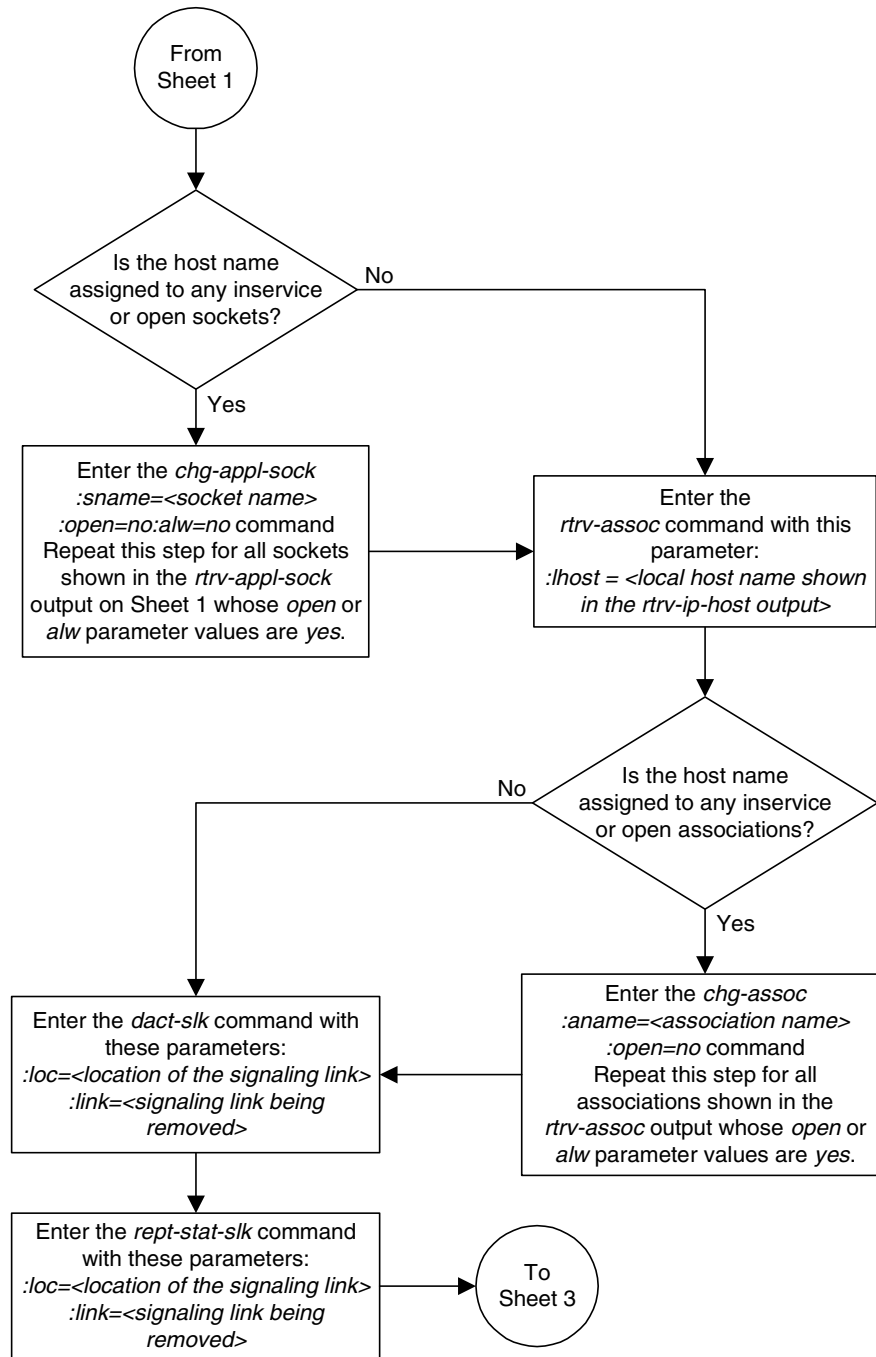 From
Sheet 1
Is the host name
assigned to any inservice
or open sockets?
No
Yes
Enter the chg-appl-sock
:sname=<socket name>
:open=no:alw=no command
Repeat this step for all sockets
shown in the rtrv-appl-sock
output on Sheet 1 whose open or
alw parameter values are yes.
Enter the
rtrv-assoc command with this
parameter:
:lhost = <local host name shown
in the rtrv-ip-host output>
Is the host name
assigned to any inservice
or open associations?
No
Yes
Enter the chg-assoc
:aname=<association name>
:open=no command
Repeat this step for all
associations shown in the
rtrv-assoc output whose open or
alw parameter values are yes.
Enter the dact-slk command with
these parameters:
:loc=<location of the signaling link>
:link=<signaling link being
removed>
Enter the rept-stat-slk command
with these parameters:
:loc=<location of the signaling link>
:link=<signaling link being
removed>
To
Sheet 3